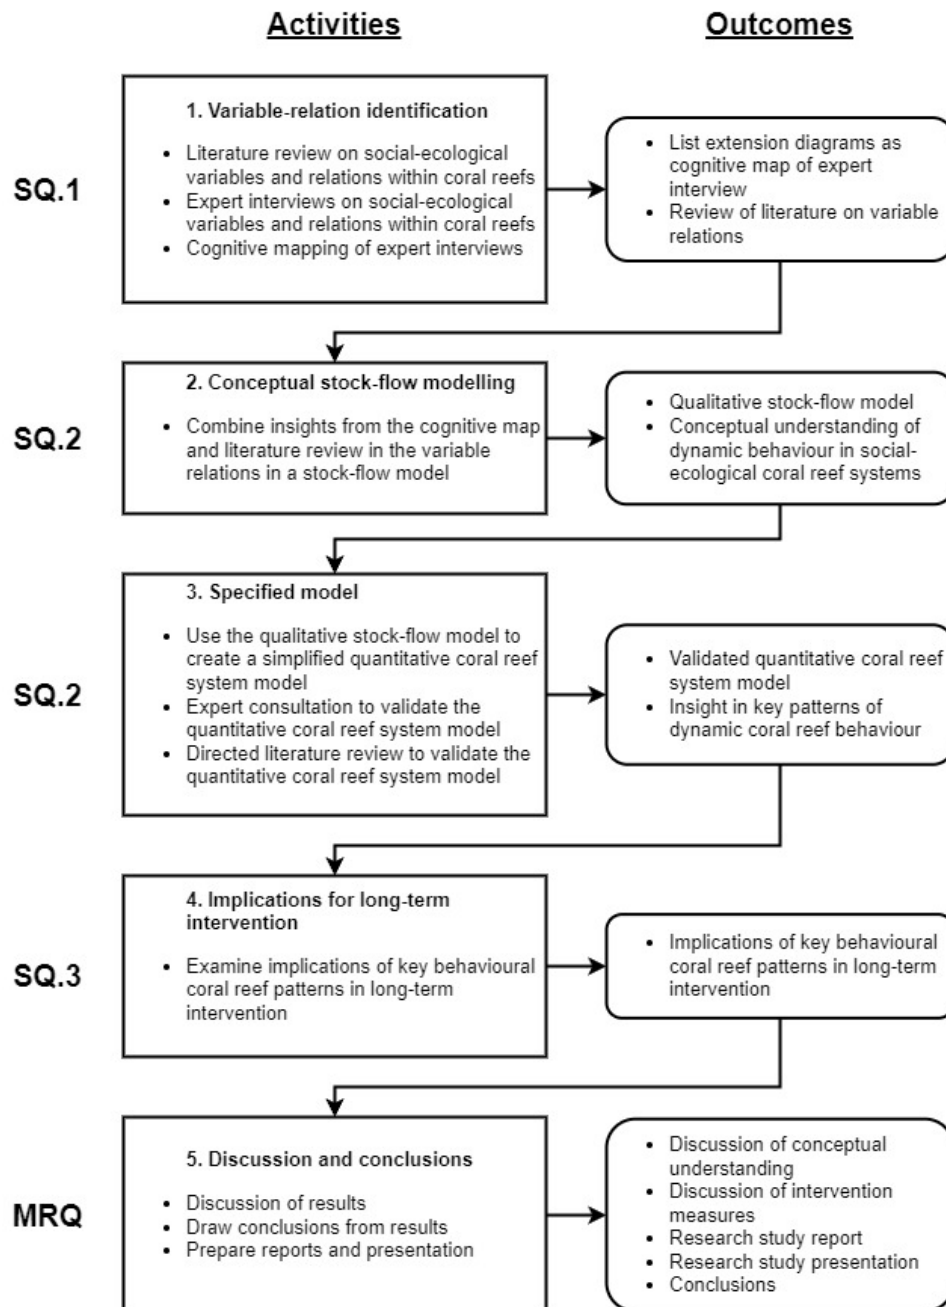 Activities
Outcomes
SQ.1
1. Variable-relation identification
• Literature review on social-ecological
variables and relations within coral reefs
• Expert interviews on social-ecological
variables and relations within coral reefs
• Cognitive mapping of expert interviews
• List extension diagrams as
cognitive map of expert
interview
• Review of literature on variable
relations
SQ.2
2. Conceptual stock-flow modelling
• Combine insights from the cognitive map
and literature review in the variable
relations in a stock-flow model
• Qualitative stock-flow model
• Conceptual understanding of
dynamic behaviour in social-
ecological coral reef systems
SQ.2
3. Specified model
• Use the qualitative stock-flow model to
create a simplified quantitative coral reef
system model
• Expert consultation to validate the
quantitative coral reef system model
• Directed literature review to validate the
quantitative coral reef system model
• Validated quantitative coral reef
system model
• Insight in key patterns of
dynamic coral reef behaviour
SQ.3
4. Implications for long-term
intervention
• Examine implications of key behavioural
coral reef patterns in long-term
intervention
• Implications of key behavioural
coral reef patterns in long-term
intervention
MRQ
5. Discussion and conclusions
• Discussion of results
• Draw conclusions from results
• Prepare reports and presentation
• Discussion of conceptual
understanding
• Discussion of intervention
measures
• Research study report
• Research study presentation
• Conclusions